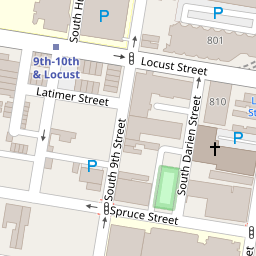 South H
P
P
801
Locust Street
9th-10th
& Locust
Latimer Street
810
L
St
P
P
South 9th Street
South Darien Street
Spruce Street